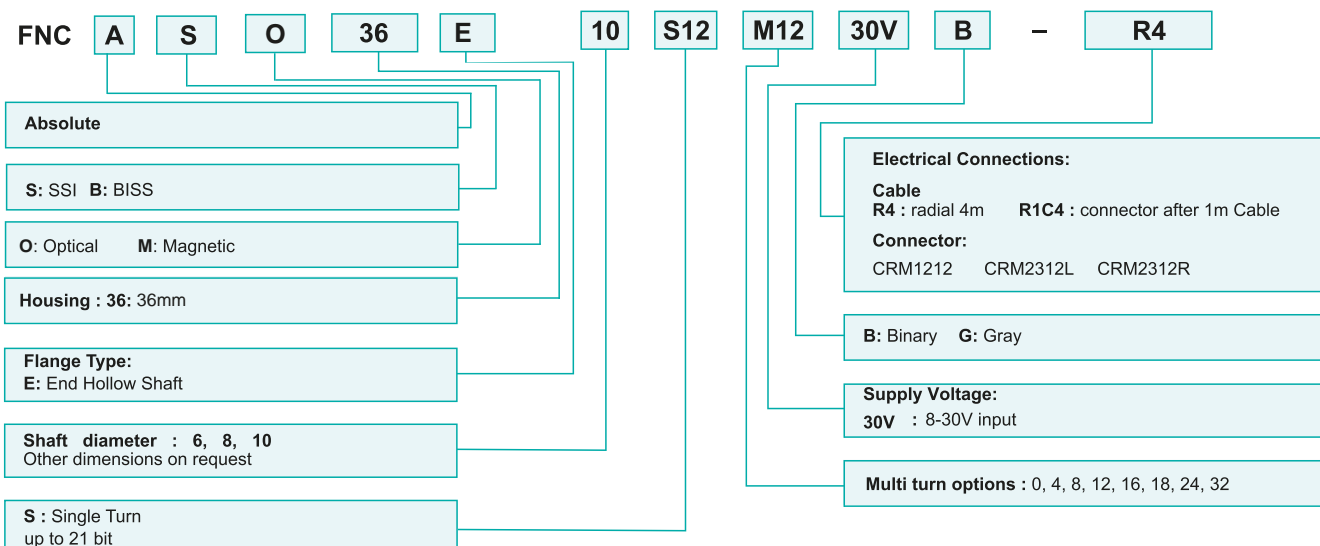 FNC A S O 36 E 10 S12 M12 30V B – R4
Absolute
S: SSI B: BISS
O: Optical M: Magnetic
Housing : 36: 36mm
Flange Type:
E: End Hollow Shaft
Shaft diameter : 6, 8, 10
Other dimensions on request
S : Single Turn
up to 21 bit
Electrical Connections:
Cable
R4 : radial 4m R1C4 : connector after 1m Cable
Connector:
CRM1212 CRM2312L CRM2312R
B: Binary G: Gray
Supply Voltage:
30V : 8-30V input
Multi turn options : 0, 4, 8, 12, 16, 18, 24, 32